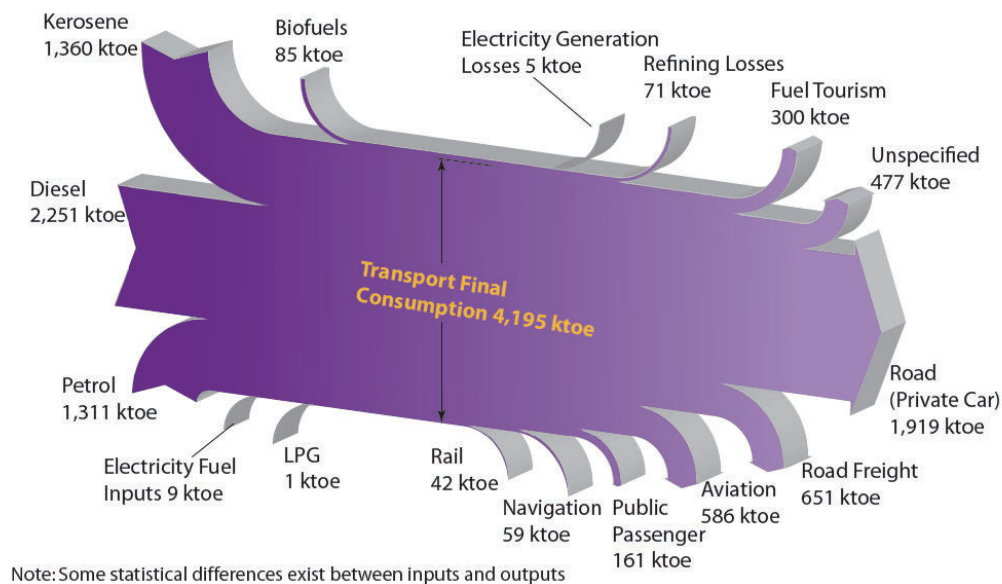 Kerosene
1,360 ktoe
Biofuels
85 ktoe
Electricity Generation
Losses 5 ktoe
Refining Losses
71 ktoe
Fuel Tourism
300 ktoe
Unspecified
477 ktoe
Diesel
2,251 ktoe
Transport Final
Consumption 4,195 ktoe
Petrol
1,311 ktoe
Electricity Fuel
Inputs 9 ktoe
LPG
1 ktoe
Rail
42 ktoe
Navigation
59 ktoe
Public
Passenger
161 ktoe
Aviation
586 ktoe
Road Freight
651 ktoe
Road
(Private Car)
1,919 ktoe
Note: Some statistical differences exist between inputs and outputs